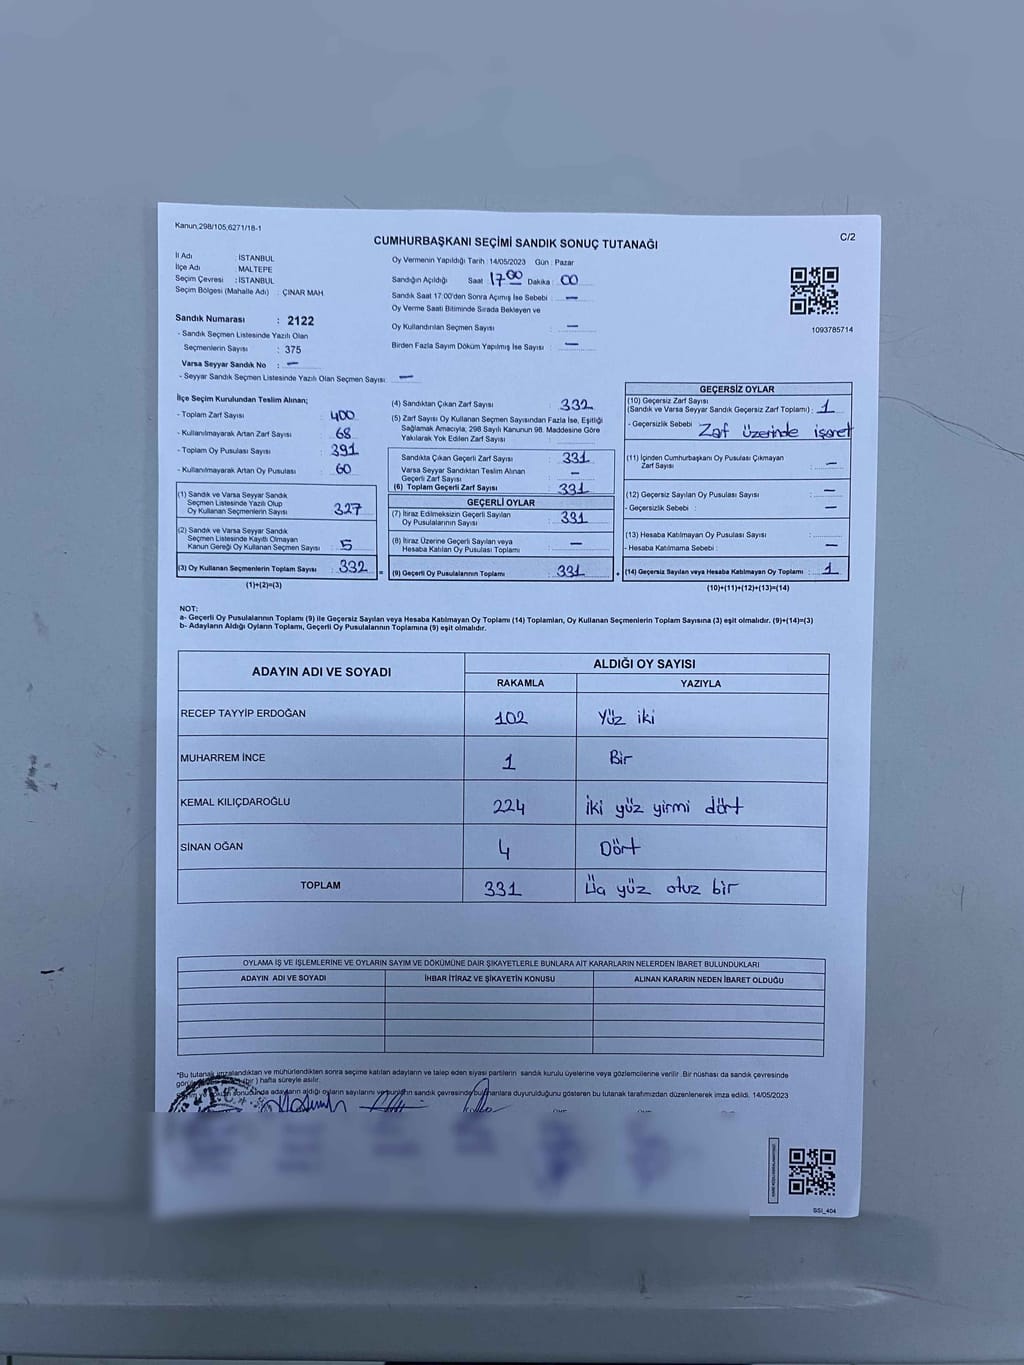 Kanun,298/105,6271/18-1
C/2
CUMHURBAŞKANI SEÇİMİ SANDIK SONUÇ TUTANAĞI
İl Adı : İSTANBUL
İlçe Adı : MALTEPE
Seçim Çevresi : İSTANBUL
Seçim Bölgesi (Mahalle Adı) : ÇINAR MAH.
Sandık Numarası : 2122
- Sandık Seçmen Listesinde Yazılı Olan
Seçmenlerin Sayısı : 375
Varsa Seyyar Sandık No : —
- Seyyar Sandık Seçmen Listesinde Yazılı Olan Seçmen Sayısı: —
Oy Vermenin Yapıldığı Tarih : 14/05/2023 Gün : Pazar
Sandığın Açıldığı Saat 17.00 Dakika : 00
Sandık Saat 17:00'den Sonra Açımış İse Sebebi : —
Oy Verme Saati Bitiminde Sırada Bekleyen ve
Oy Kullandırılan Seçmen Sayısı : —
Birden Fazla Sayım Döküm Yapılmış İse Sayısı : —
1093785714
İlçe Seçim Kurulundan Teslim Alınan;
- Toplam Zarf Sayısı : 400
- Kullanılmayarak Artan Zarf Sayısı : 68
- Toplam Oy Pusulası Sayısı : 391
- Kullanılmayarak Artan Oy Pusulası : 60
(1) Sandık ve Varsa Seyyar Sandık
Seçmen Listesinde Yazılı Olup
Oy Kullanan Seçmenlerin Sayısı : 327
(2) Sandık ve Varsa Seyyar Sandık
Seçmen Listesinde Kayıtlı Olmayan
Kanun Gereği Oy Kullanan Seçmen Sayısı : 5
(3) Oy Kullanan Seçmenlerin Toplam Sayısı : 332 =
(1)+(2)=(3)
(4) Sandıktan Çıkan Zarf Sayısı : 332
(5) Zarf Sayısı Oy Kullanan Seçmen Sayısından Fazla İse, Eşitliği
Sağlamak Amacıyla; 298 Sayılı Kanunun 98. Maddesine Göre
Yakılarak Yok Edilen Zarf Sayısı :
Sandıkta Çıkan Geçerli Zarf Sayısı : 331
Varsa Seyyar Sandıktan Teslim Alınan
Geçerli Zarf Sayısı : —
(6) Toplam Geçerli Zarf Sayısı : 331
GEÇERLİ OYLAR
(7) İtiraz Edilmeksizin Geçerli Sayılan
Oy Pusulalarının Sayısı : 331
(8) İtiraz Üzerine Geçerli Sayılan veya
Hesaba Katılan Oy Pusulası Toplamı : —
(9) Geçerli Oy Pusulalarının Toplamı : 331 +
GEÇERSİZ OYLAR
(10) Geçersiz Zarf Sayısı
(Sandık ve Varsa Seyyar Sandık Geçersiz Zarf Toplamı) : 1
- Geçersizlik Sebebi : Zaf üzerinde işaret
(11) İçinden Cumhurbaşkanı Oy Pusulası Çıkmayan
Zarf Sayısı : —
(12) Geçersiz Sayılan Oy Pusulası Sayısı : —
- Geçersizlik Sebebi : —
(13) Hesaba Katılmayan Oy Pusulası Sayısı :
- Hesaba Katılmama Sebebi : —
(14) Geçersiz Sayılan veya Hesaba Katılmayan Oy Toplamı : 1
(10)+(11)+(12)+(13)=(14)
NOT:
a- Geçerli Oy Pusulalarının Toplamı (9) ile Geçersiz Sayılan veya Hesaba Katılmayan Oy Toplamı (14) Toplamları, Oy Kullanan Seçmenlerin Toplam Sayısına (3) eşit olmalıdır. (9)+(14)=(3)
b- Adayların Aldığı Oyların Toplamı, Geçerli Oy Pusulalarının Toplamına (9) eşit olmalıdır.
ADAYIN ADI VE SOYADI ALDIĞI OY SAYISI
RAKAMLA YAZIYLA
RECEP TAYYİP ERDOĞAN 102 Yüz iki
MUHARREM İNCE 1 Bir
KEMAL KILIÇDAROĞLU 224 İki yüz yirmi dört
SİNAN OĞAN 4 Dört
TOPLAM 331 Üç yüz otuz bir
OYLAMA İŞ VE İŞLEMLERİNE VE OYLARIN SAYIM VE DÖKÜMÜNE DAİR ŞİKAYETLERLE BUNLARA AİT KARARLARIN NELERDEN İBARET BULUNDUKLARI
ADAYIN ADI VE SOYADI İHBAR İTİRAZ VE ŞİKAYETİN KONUSU ALINAN KARARIN NEDEN İBARET OLDUĞU
*Bu tutanak imzalandıktan ve mühürlendikten sonra seçime katılan adayların ve talep eden siyasi partilerin sandık kurulu üyelerine veya gözlemcilerine verilir. Bir nüshası da sandık çevresinde
(bir ) hafta süreyle asılır.
sonucunda adayların aldığı oyların sayılarını ve sandık çevresinde duyurulduğunu gösteren bu tutanak tarafımızdan düzenlenerek imza edildi. 14/05/2023
SSI_404